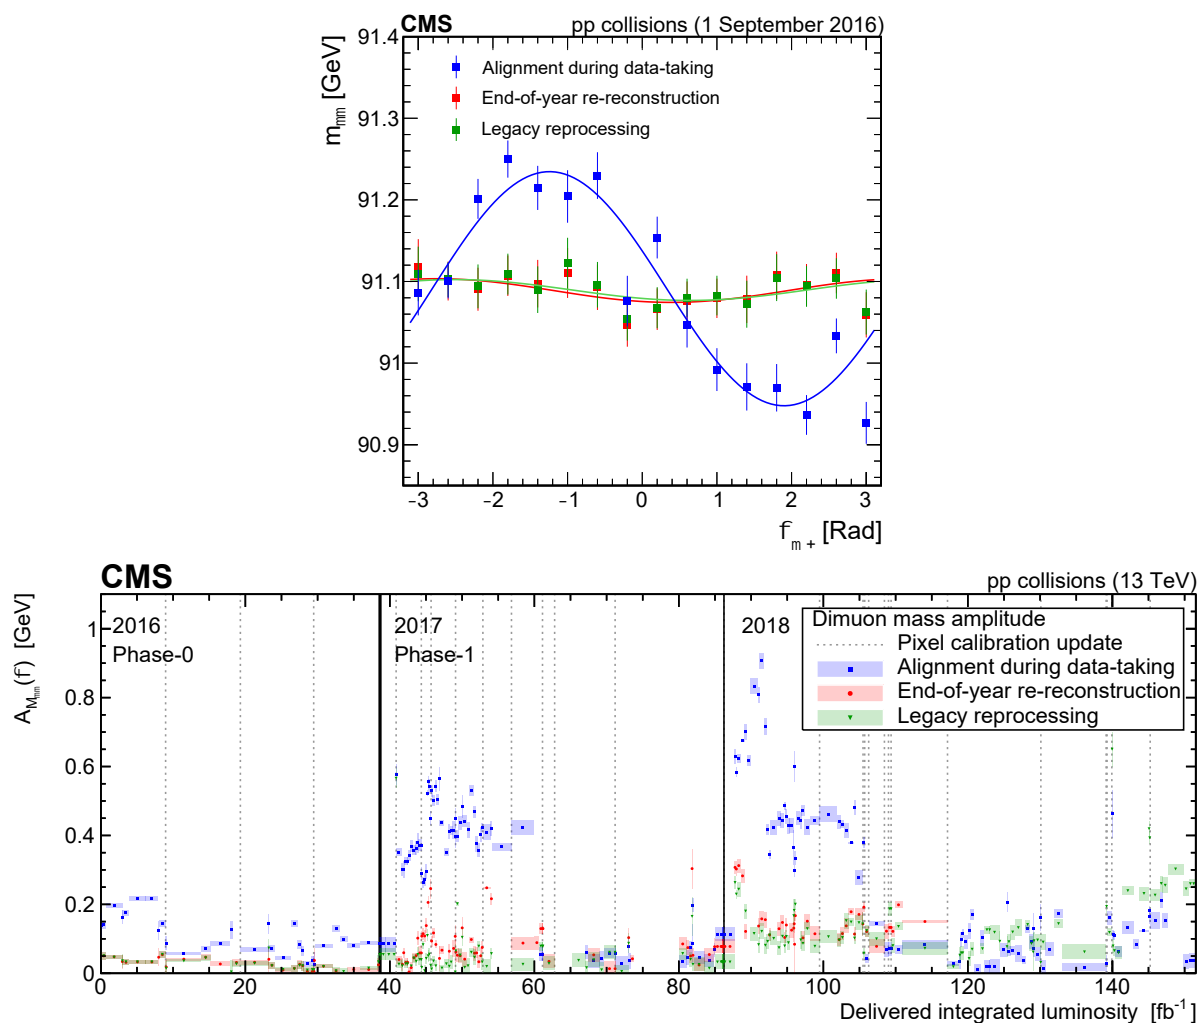 CMS pp collisions (1 September 2016)
91.4
91.3
91.2
91.1
91
90.9
m_mm [GeV]
Alignment during data-taking
End-of-year re-reconstruction
Legacy reprocessing
−3 −2 −1 0 1 2 3
f_m + [Rad]
CMS pp collisions (13 TeV)
A_M_mm(f) [GeV]
1
0.8
0.6
0.4
0.2
0
2016
Phase-0
2017
Phase-1
2018
Dimuon mass amplitude
Pixel calibration update
Alignment during data-taking
End-of-year re-reconstruction
Legacy reprocessing
0 20 40 60 80 100 120 140
Delivered integrated luminosity [fb⁻¹]